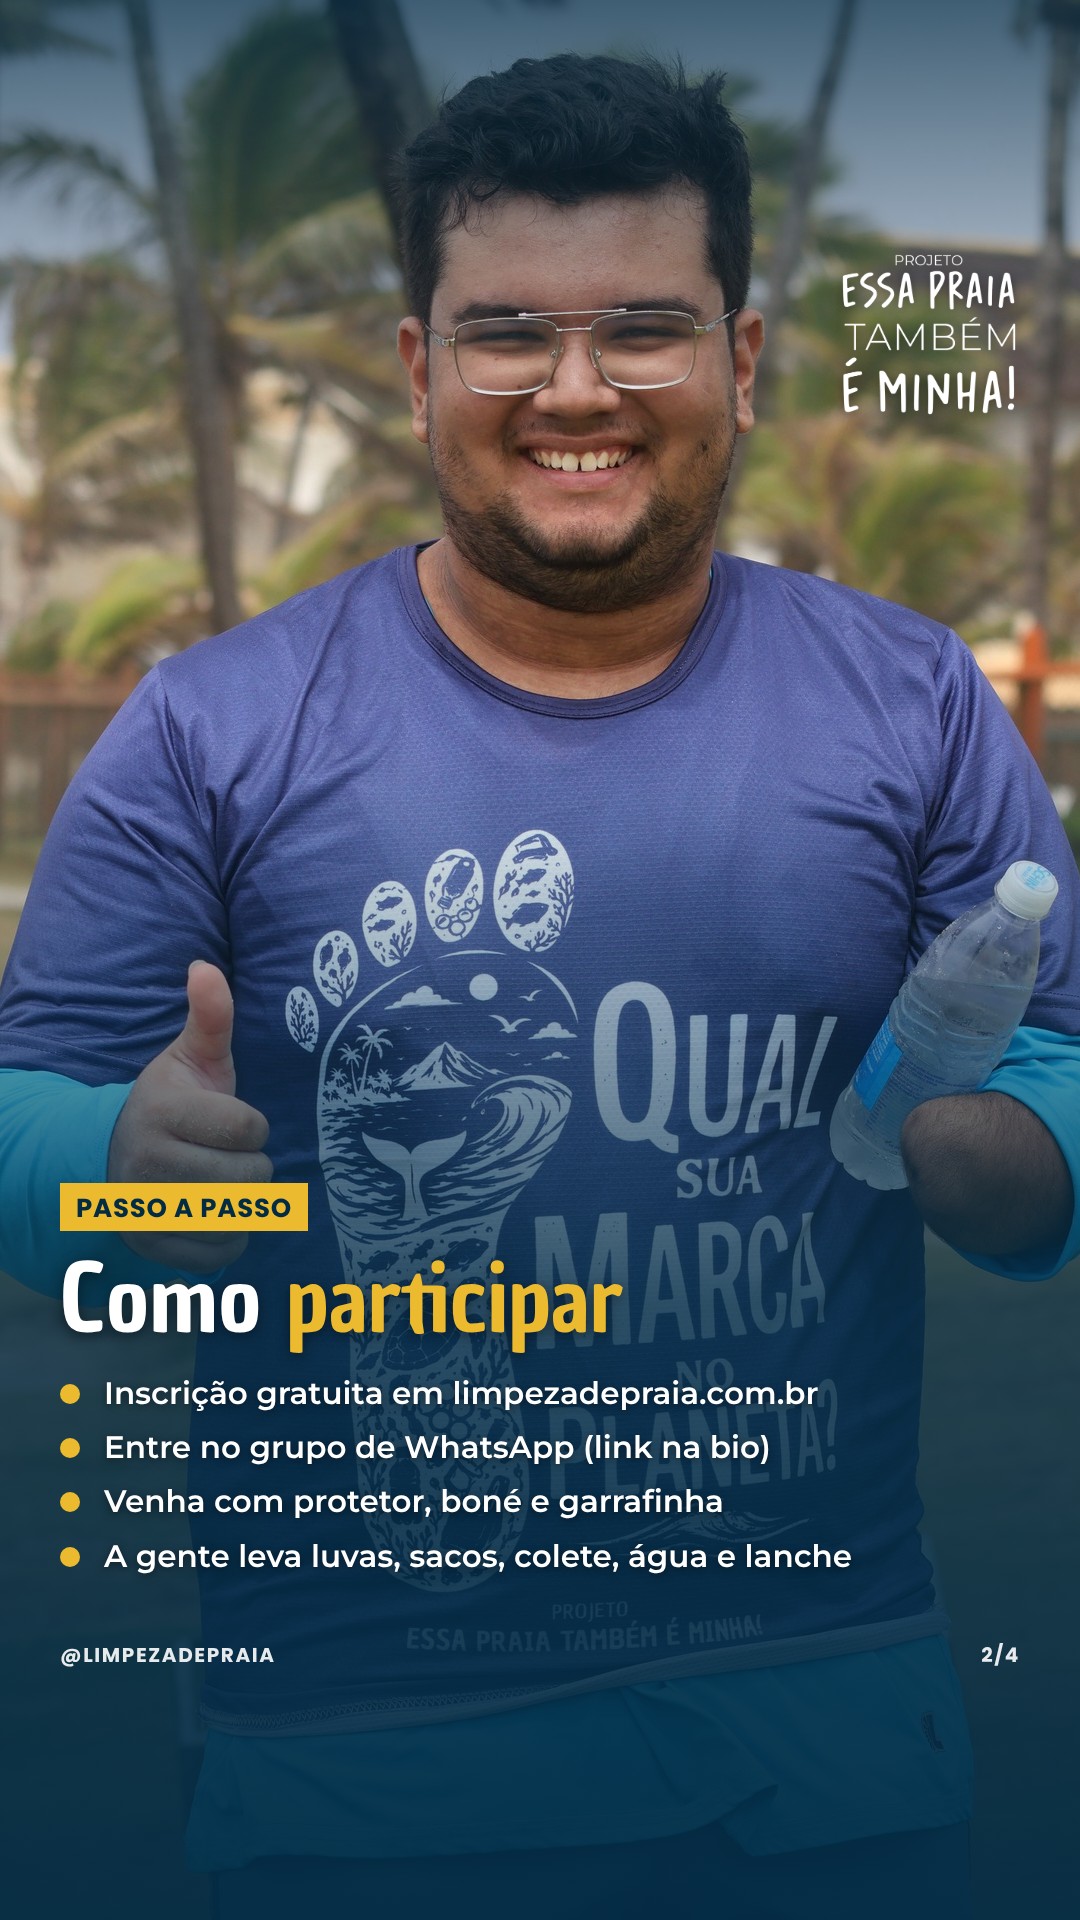 PROJETO
ESSA PRAIA
TAMBÉM
É MINHA!
QUAL
SUA
MARCA
NO
PLANETA?
PASSO A PASSO
Como participar
Inscrição gratuita em limpezadepraia.com.br
Entre no grupo de WhatsApp (link na bio)
Venha com protetor, boné e garrafinha
A gente leva luvas, sacos, colete, água e lanche
PROJETO
ESSA PRAIA TAMBÉM É MINHA!
@LIMPEZADEPRAIA
2/4